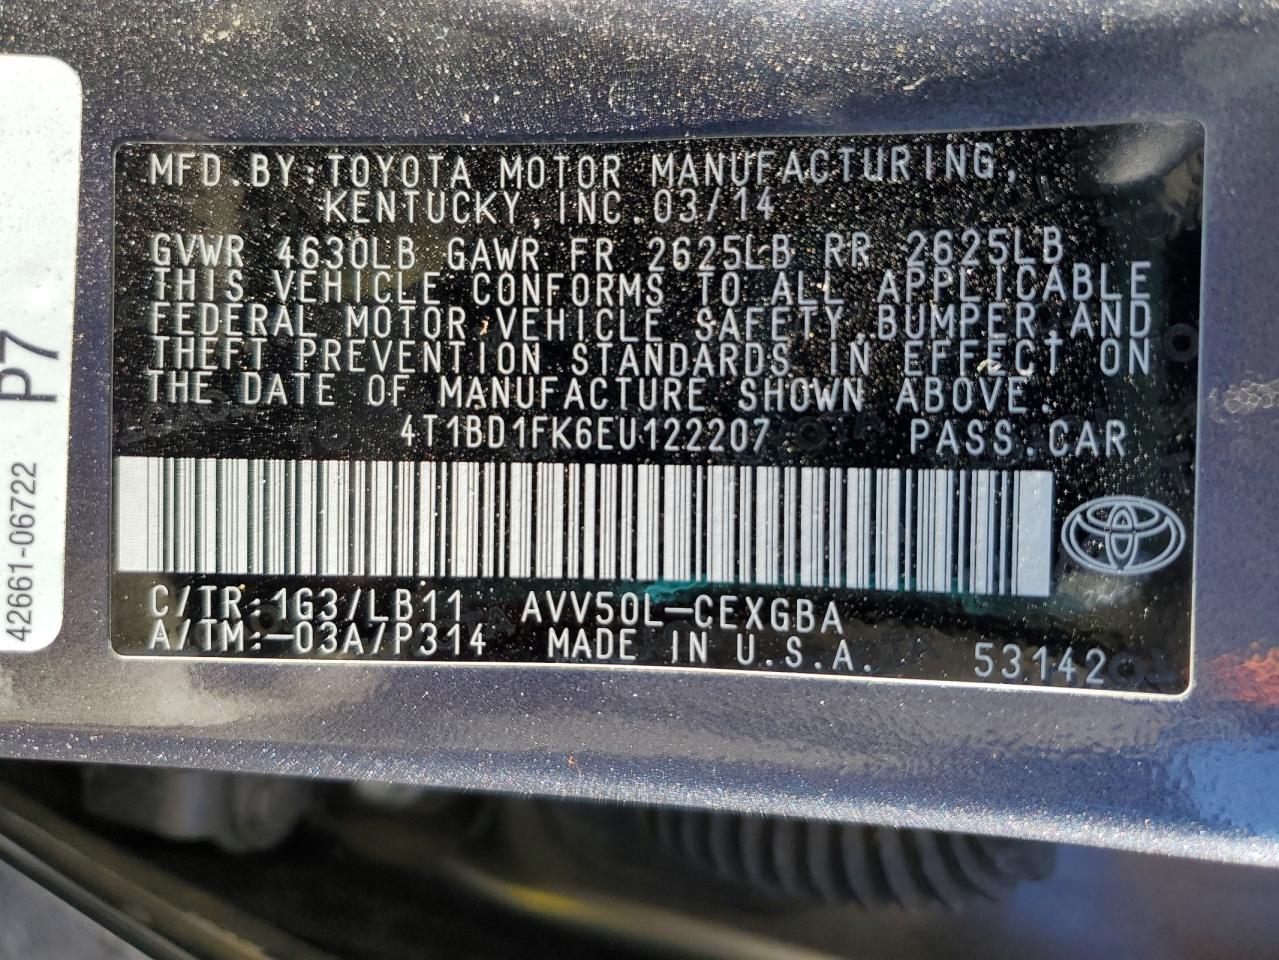 MFD.BY:TOYOTA MOTOR MANUFACTURING,
KENTUCKY,INC.03/14
GVWR 4630LB GAWR FR 2625LB RR 2625LB
THIS VEHICLE CONFORMS TO ALL APPLICABLE
FEDERAL MOTOR VEHICLE SAFETY,BUMPER,AND
THEFT PREVENTION STANDARDS IN EFFECT ON
THE DATE OF MANUFACTURE SHOWN ABOVE.
4T1BD1FK6EU122207 PASS.CAR
C/TR:1G3/LB11 AVV50L-CEXGBA
A/TM:-03A/P314 MADE IN U.S.A. 53142
P7
42661-06722